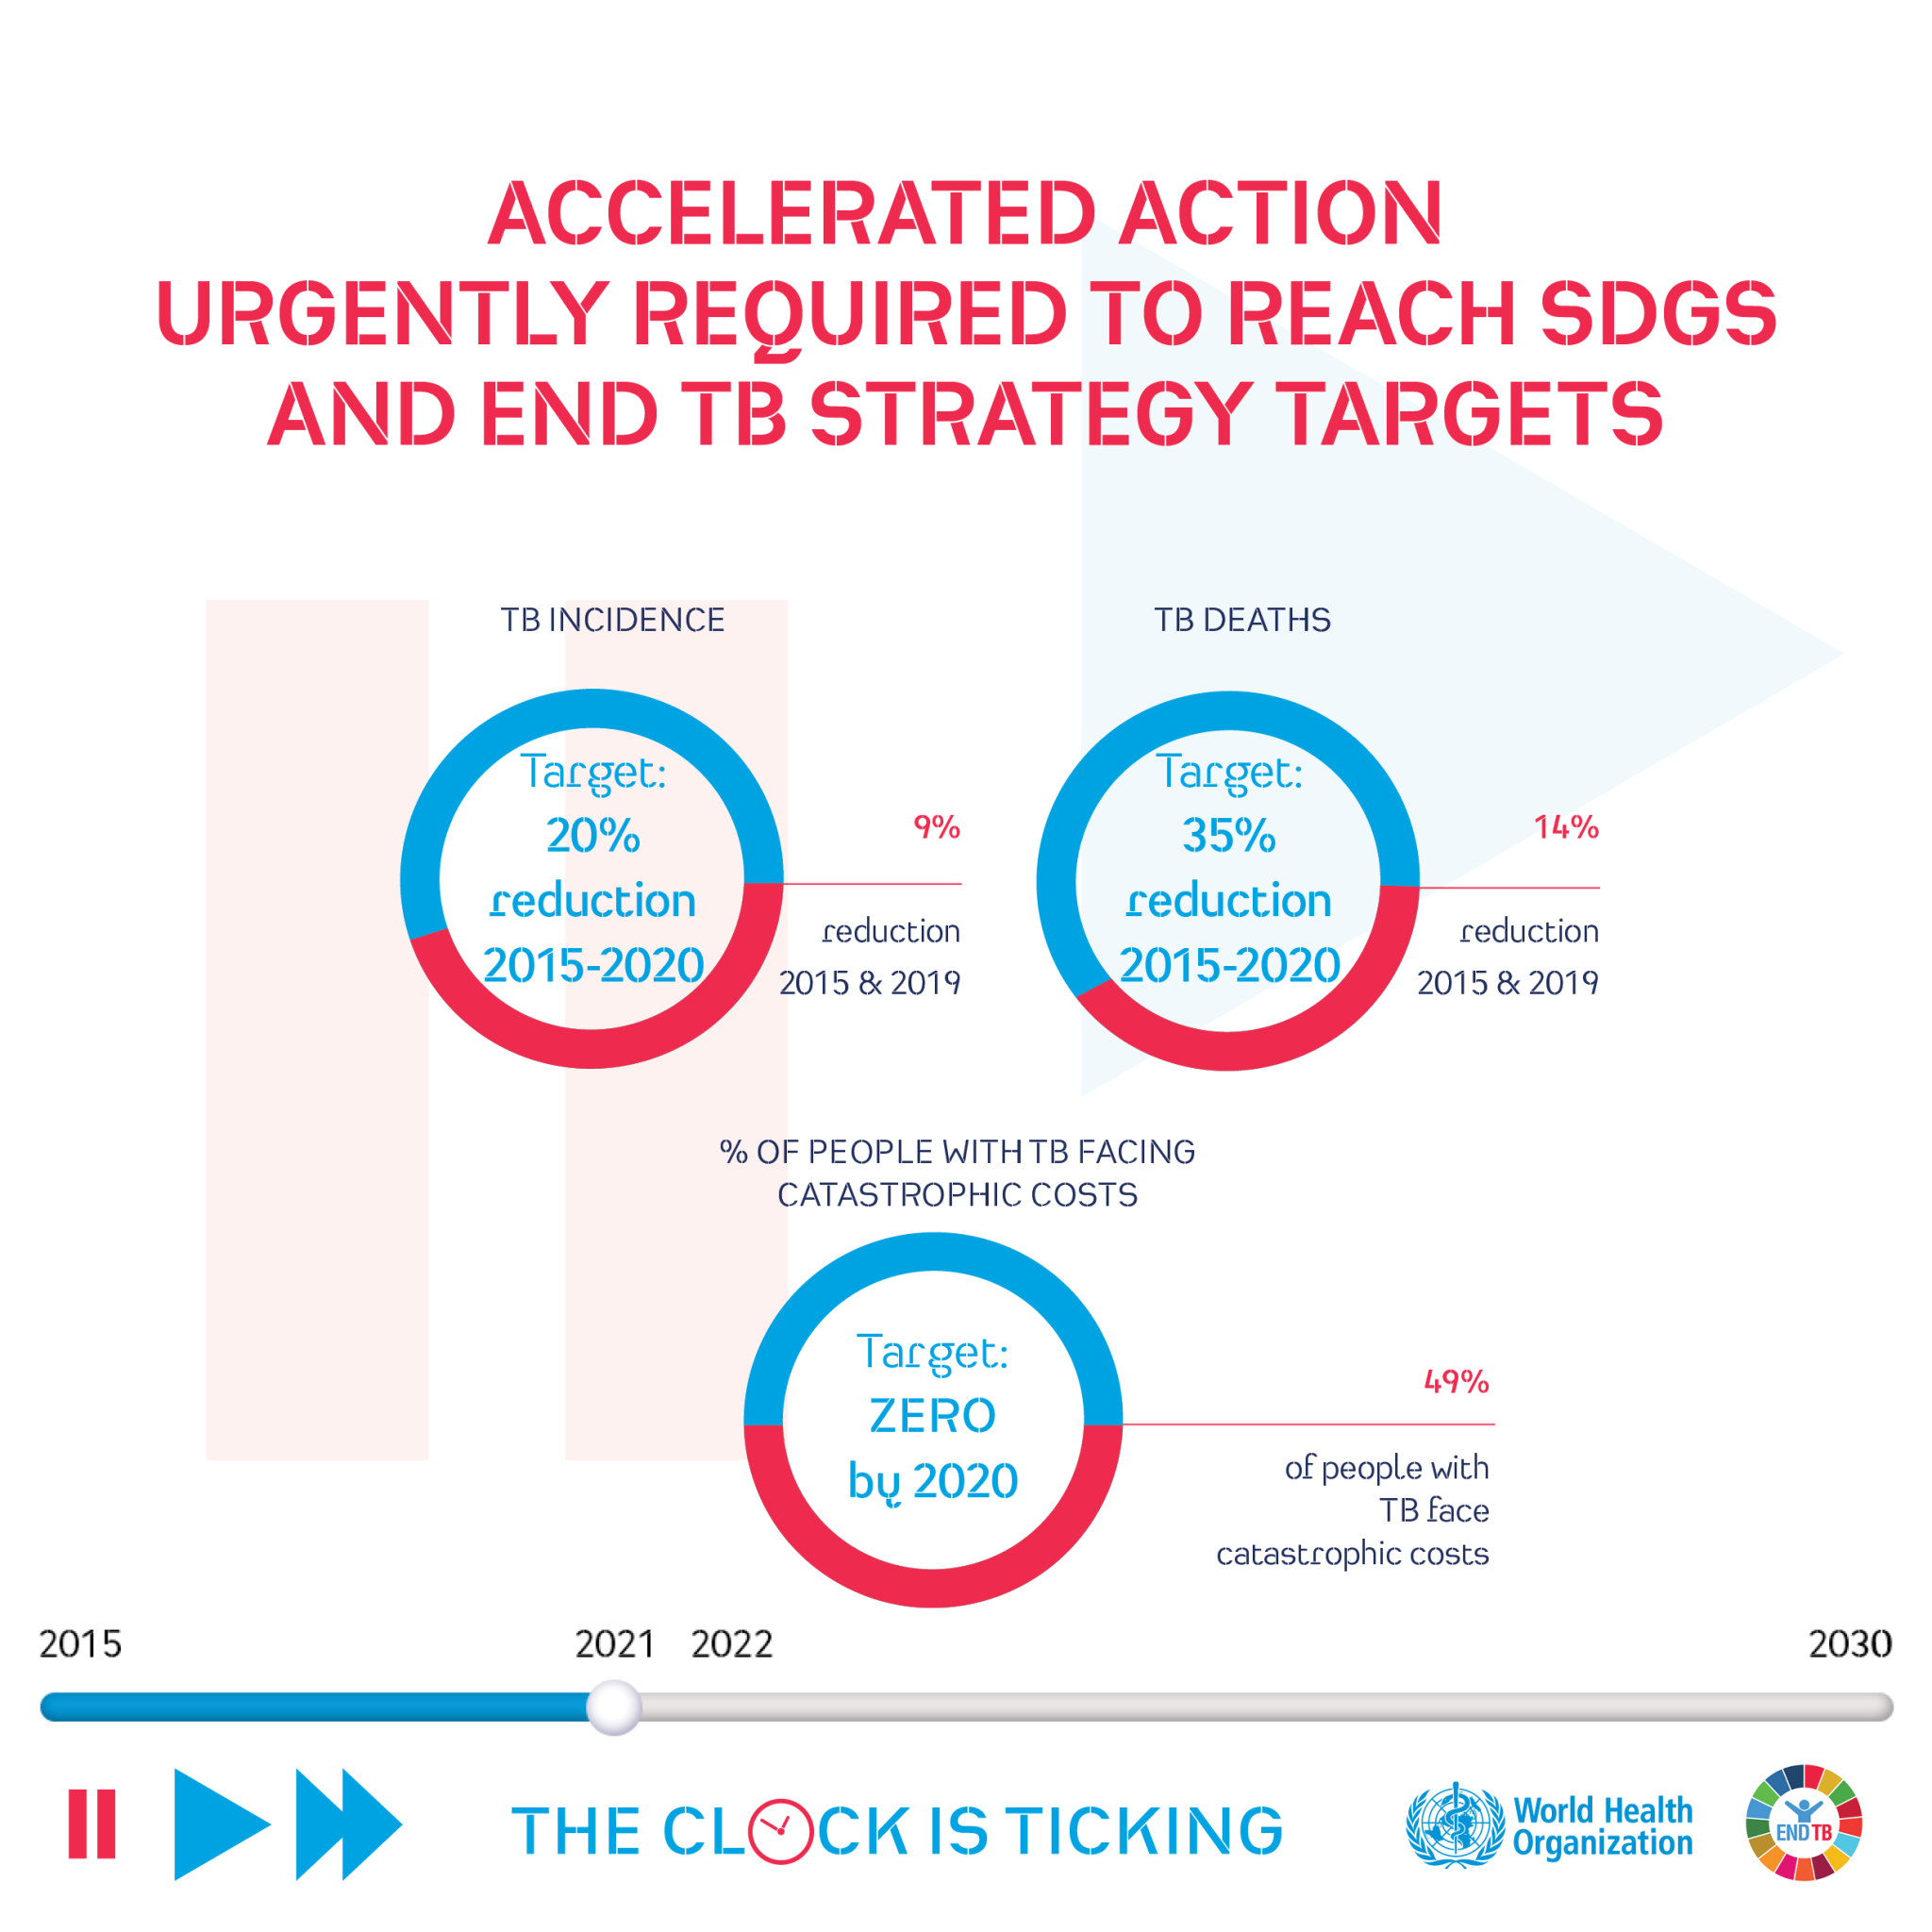 ACCELERATED ACTION
URGENTLY REQUIRED TO REACH SDGS
AND END TB STRATEGY TARGETS
TB INCIDENCE
Target:
20%
reduction
2015-2020
9%
reduction
2015 & 2019
TB DEATHS
Target:
35%
reduction
2015-2020
14%
reduction
2015 & 2019
% OF PEOPLE WITH TB FACING
CATASTROPHIC COSTS
Target:
ZERO
by 2020
49%
of people with
TB face
catastrophic costs
2015 2021 2022 2030
THE CLOCK IS TICKING
World Health
Organization
END TB